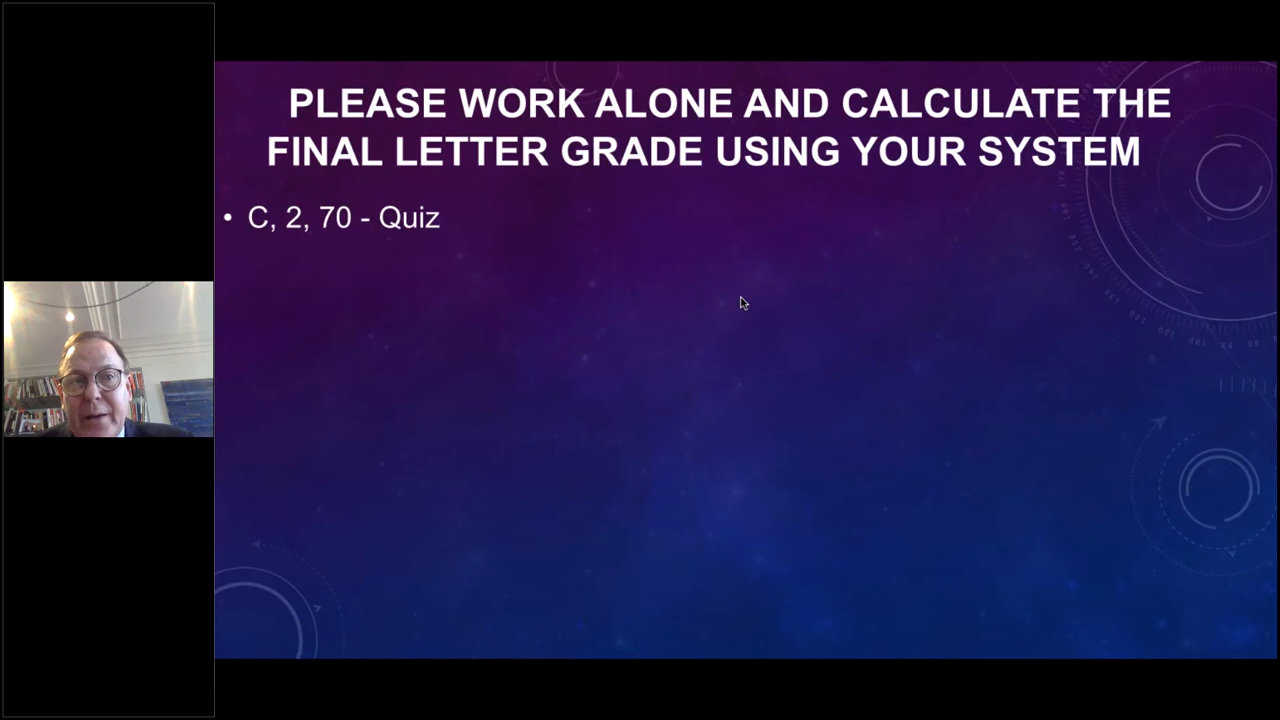 PLEASE WORK ALONE AND CALCULATE THE
FINAL LETTER GRADE USING YOUR SYSTEM
• C, 2, 70 - Quiz